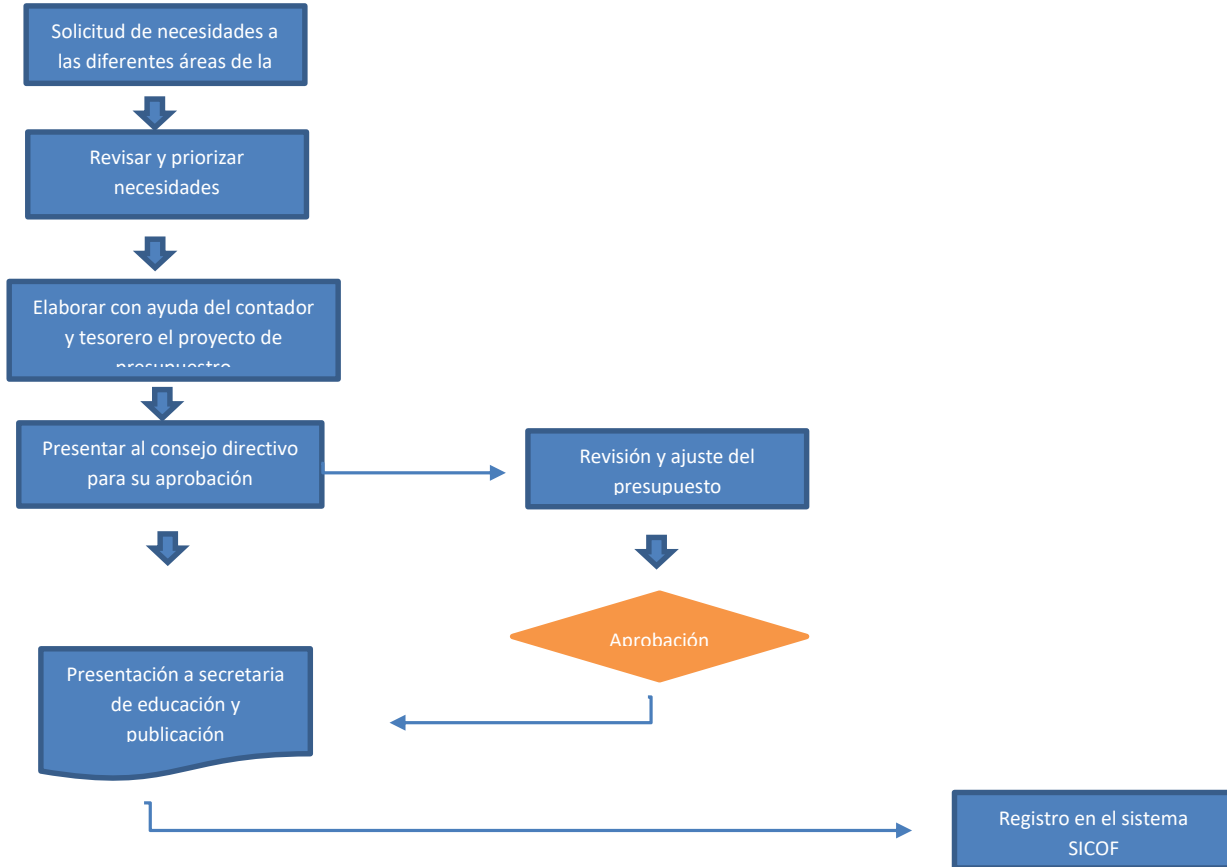 Solicitud de necesidades a
las diferentes áreas de la
Revisar y priorizar
necesidades
Elaborar con ayuda del contador
y tesorero el proyecto de
presupuestro
Presentar al consejo directivo
para su aprobación
Revisión y ajuste del
presupuesto
Aprobación
Presentación a secretaria
de educación y
publicación
Registro en el sistema
SICOF